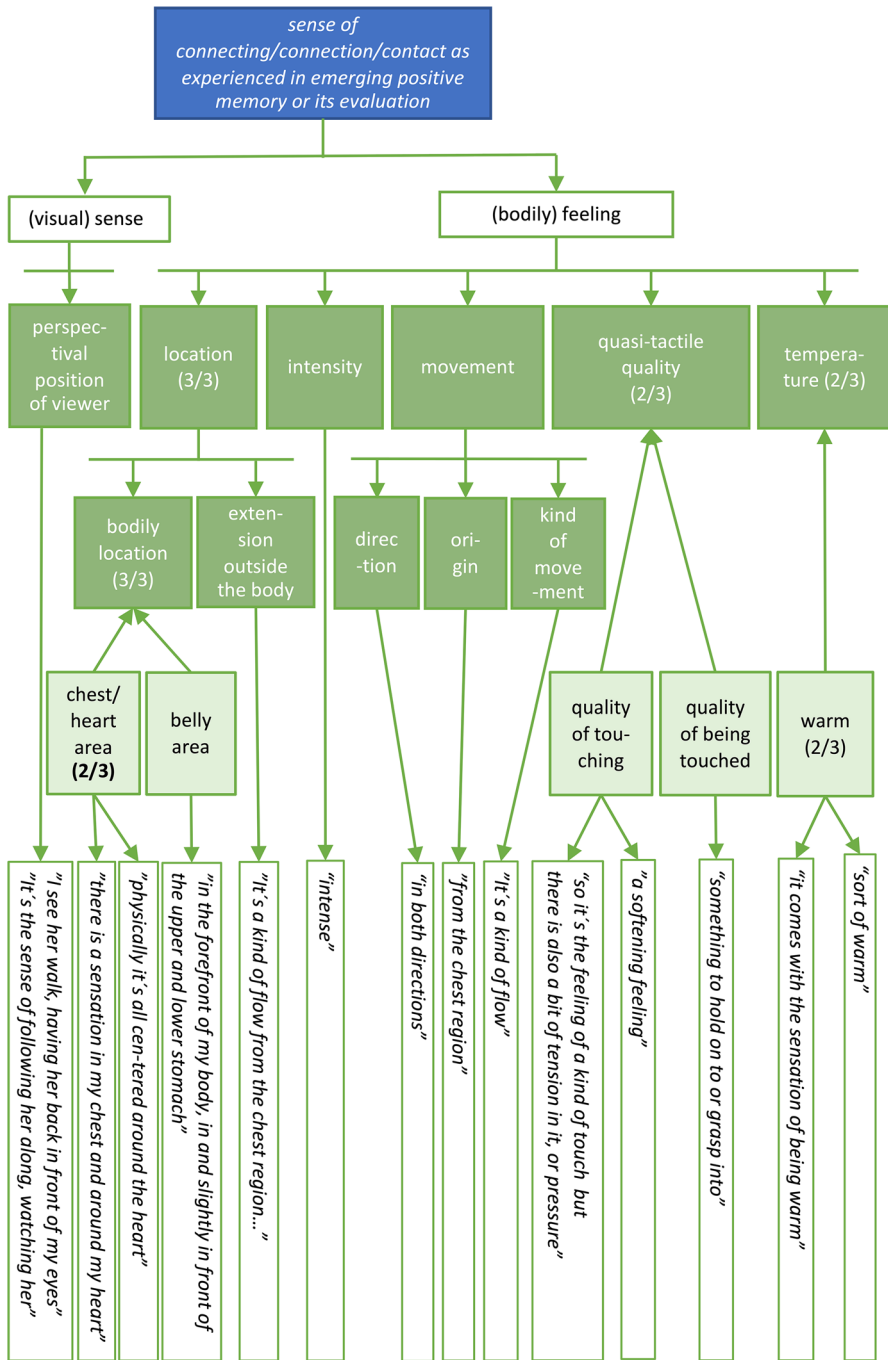 sense of
connecting/connection/contact as
experienced in emerging positive
memory or its evaluation
(visual) sense
(bodily) feeling
perspec-
tival
position
of viewer
location
(3/3)
intensity
movement
quasi-tactile
quality
(2/3)
tempera-
ture (2/3)
bodily
location
(3/3)
exten-
sion
outside
the body
direc
-tion
ori-
gin
kind
of
move
-ment
chest/
heart
area
(2/3)
belly
area
quality
of tou-
ching
quality
of being
touched
warm
(2/3)
”I see her walk, having her back in front of my eyes”
”It´s the sense of following her along, watching her”
”there is a sensation in my chest and around my heart”
”physically it´s all cen-tered around the heart”
”in the forefront of my body, in and slightly in front of
the upper and lower stomach”
”It´s a kind of flow from the chest region... ”
“intense”
“in both directions”
”from the chest region”
”It´s a kind of flow”
“so it´s the feeling of a kind of touch but
there is also a bit of tension in it, or pressure”
”a softening feeling”
“something to hold on to or grasp into”
“it comes with the sensation of being warm”
“sort of warm”